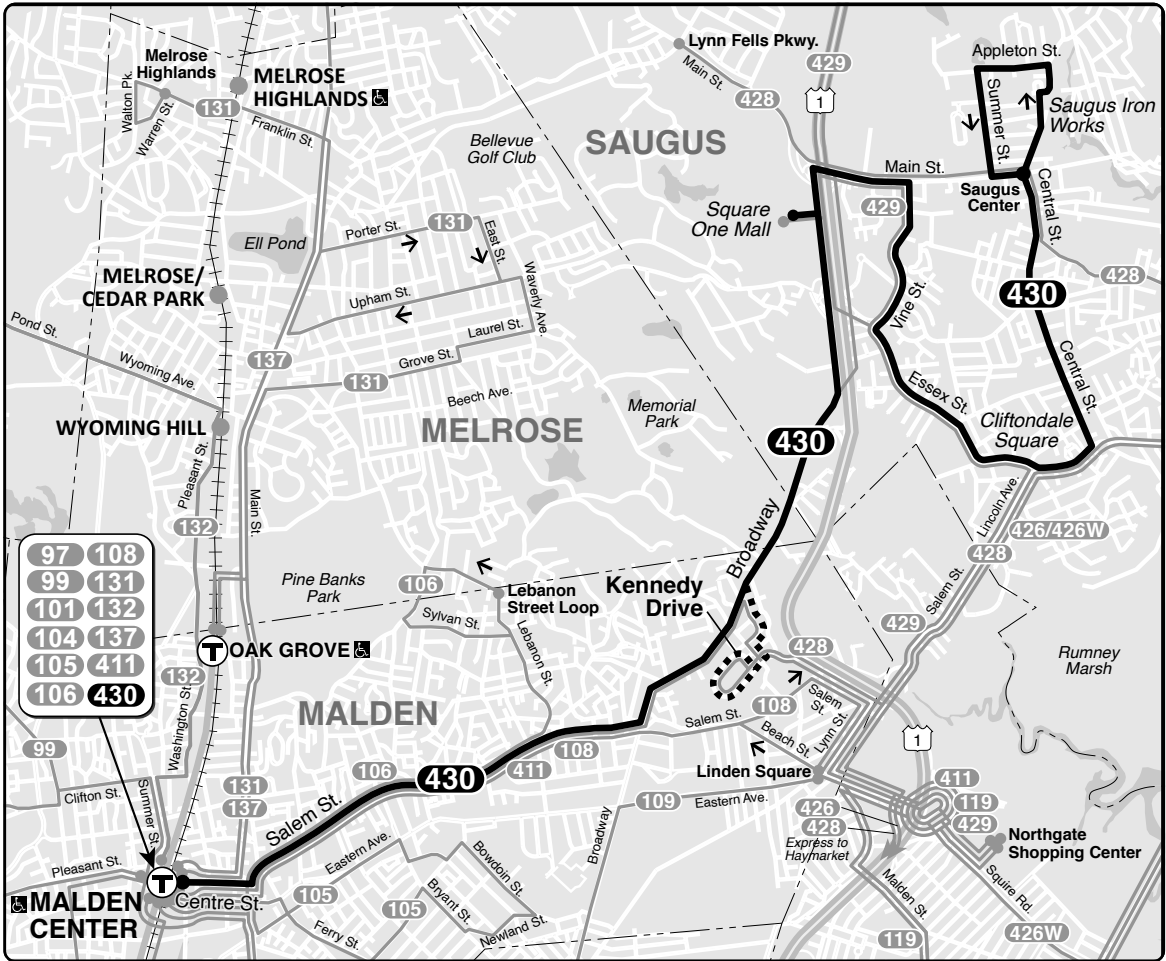 Lynn Fells Pkwy.
429
Appleton St.
Melrose
Highlands
MELROSE
HIGHLANDS
Main St.
428
1
Summer St.
Saugus Iron
Works
Walton Pk.
Warren St.
131
Franklin St.
Bellevue
Golf Club
SAUGUS
Main St.
Saugus
Center
Central St.
429
Square
One Mall
Porter St.
131
East St.
Ell Pond
428
430
MELROSE/
CEDAR PARK
Upham St.
Waverly Ave.
Vine St.
Pond St.
Laurel St.
Wyoming Ave.
137
Grove St.
131
Beech Ave.
Essex St.
Central St.
Memorial
Park
Cliftondale
Square
WYOMING HILL
MELROSE
430
Pleasant St.
Main St.
132
Broadway
Lincoln Ave.
426/426W
428
97 108
99 131
101 132
104 137
105 411
106 430
Pine Banks
Park
106
Lebanon
Street Loop
Kennedy
Drive
Sylvan St.
Lebanon St.
Salem St.
429
T
OAK GROVE
428
Rumney
Marsh
132
Washington St.
MALDEN
108
Salem St.
Salem St.
Lynn St.
Beach St.
1
99
108
411
106
430
Linden Square
131
137
Clifton St.
Summer St.
Salem St.
109
Eastern Ave.
411
119
429
426
428
Express to
Haymarket
Northgate
Shopping Center
Broadway
Eastern Ave.
Bowdoin St.
Pleasant St.
T
Centre St.
MALDEN
CENTER
105
105
Bryant St.
Ferry St.
Newland St.
Malden St.
Squire Rd.
119
426W